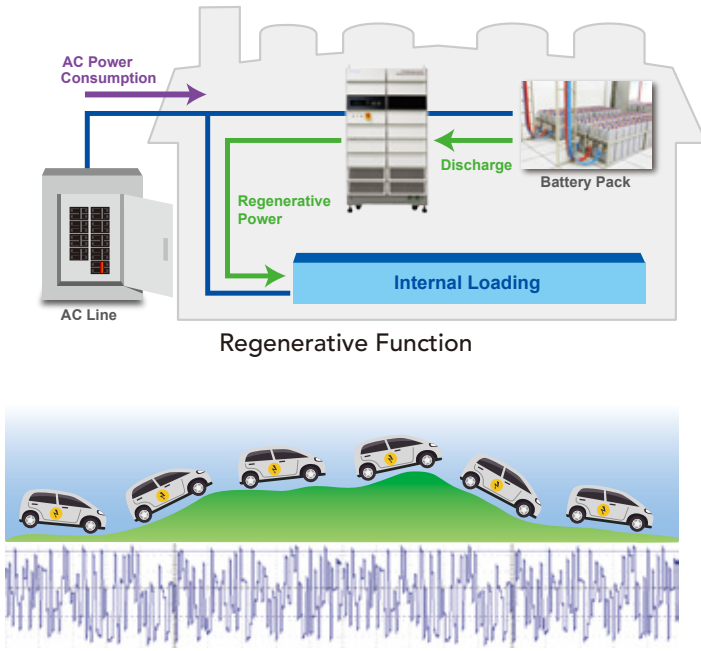 AC Power
Consumption
Discharge
Battery Pack
Regenerative
Power
Internal Loading
AC Line
Regenerative Function